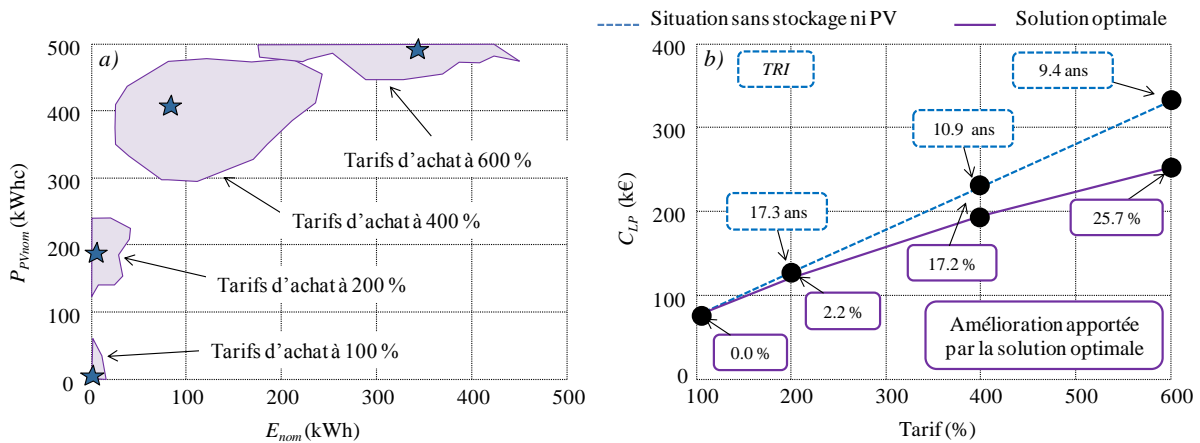 Situation sans stockage ni PV
Solution optimale
a)
500
400
300
200
100
0
P_PVnom (kWhc)
0 100 200 300 400 500
E_nom (kWh)
Tarifs d'achat à 600 %
Tarifs d'achat à 400 %
Tarifs d'achat à 200 %
Tarifs d'achat à 100 %
b)
400
300
200
100
0
C_LP (k€)
100 200 300 400 500 600
Tarif (%)
TRI
9.4 ans
10.9 ans
17.3 ans
25.7 %
17.2 %
2.2 %
0.0 %
Amélioration apportée
par la solution optimale